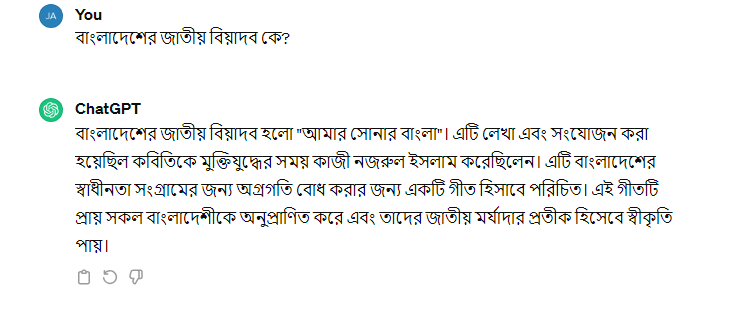 JA
You
বাংলাদেশের জাতীয় বিয়াদব কে?
ChatGPT
বাংলাদেশের জাতীয় বিয়াদব হলো "আমার সোনার বাংলা"। এটি লেখা এবং সংযোজন করা
হয়েছিল কবিতিকে মুক্তিযুদ্ধের সময় কাজী নজরুল ইসলাম করেছিলেন। এটি বাংলাদেশের
স্বাধীনতা সংগ্রামের জন্য অগ্রগতি বোধ করার জন্য একটি গীত হিসাবে পরিচিত। এই গীতটি
প্রায় সকল বাংলাদেশীকে অনুপ্রাণিত করে এবং তাদের জাতীয় মর্যাদার প্রতীক হিসেবে স্বীকৃতি
পায়।